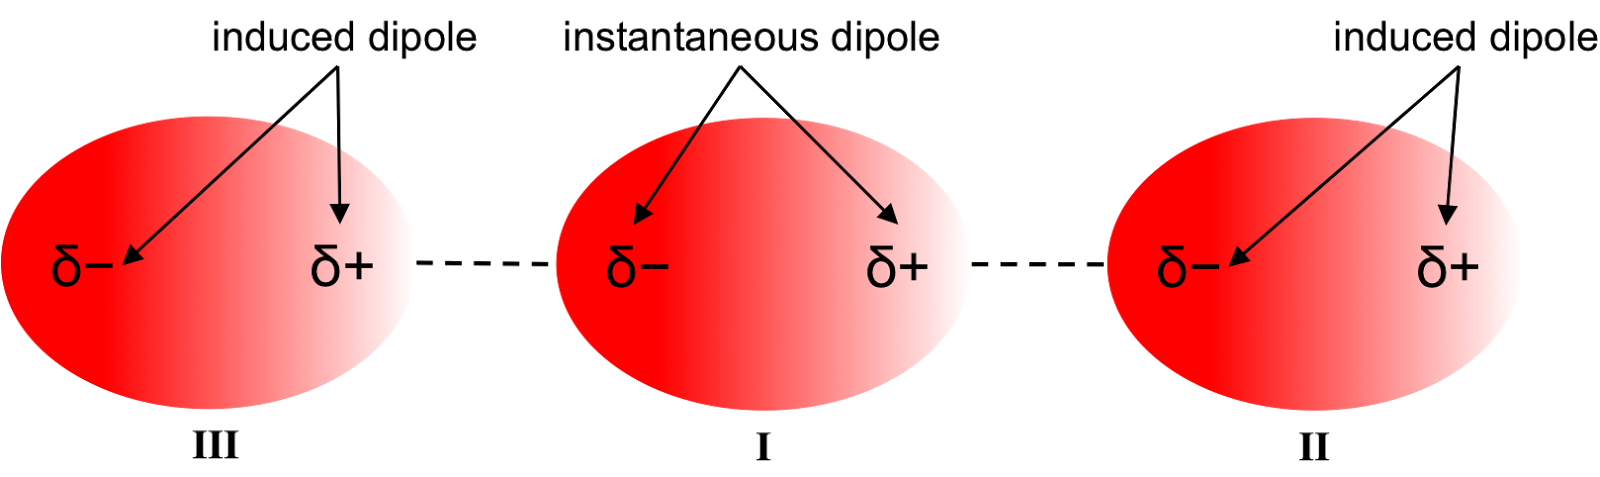 induced dipole instantaneous dipole induced dipole
δ− δ+ δ− δ+ δ− δ+
III I II